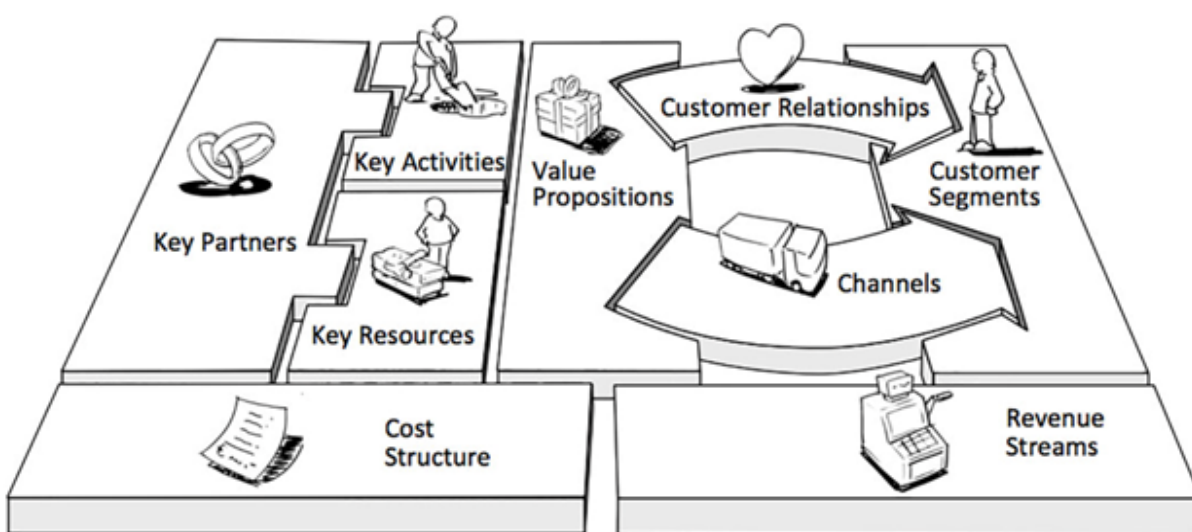 Key Partners
Key Activities
Key Resources
Value
Propositions
Customer Relationships
Channels
Customer
Segments
Cost
Structure
Revenue
Streams